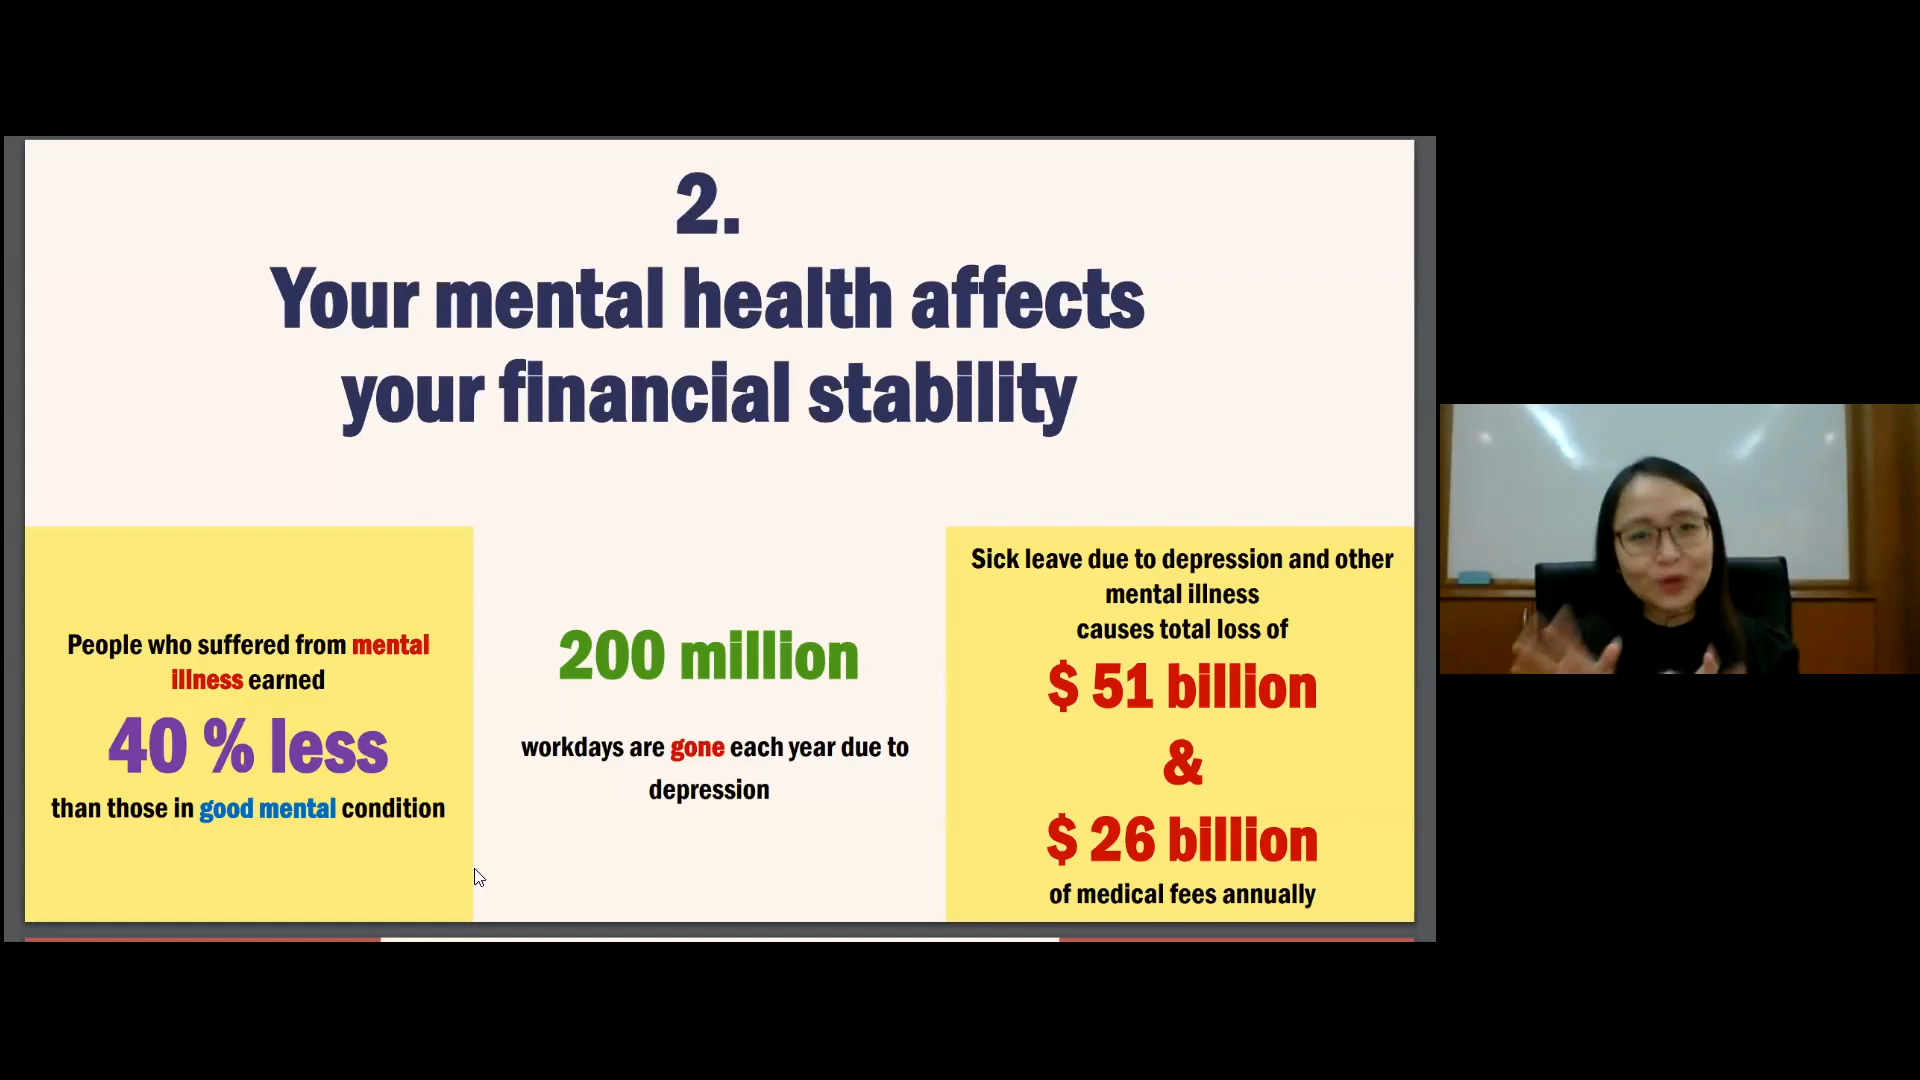 2.
Your mental health affects
your financial stability
People who suffered from mental
illness earned
40 % less
than those in good mental condition
200 million
workdays are gone each year due to
depression
Sick leave due to depression and other
mental illness
causes total loss of
$ 51 billion
&
$ 26 billion
of medical fees annually